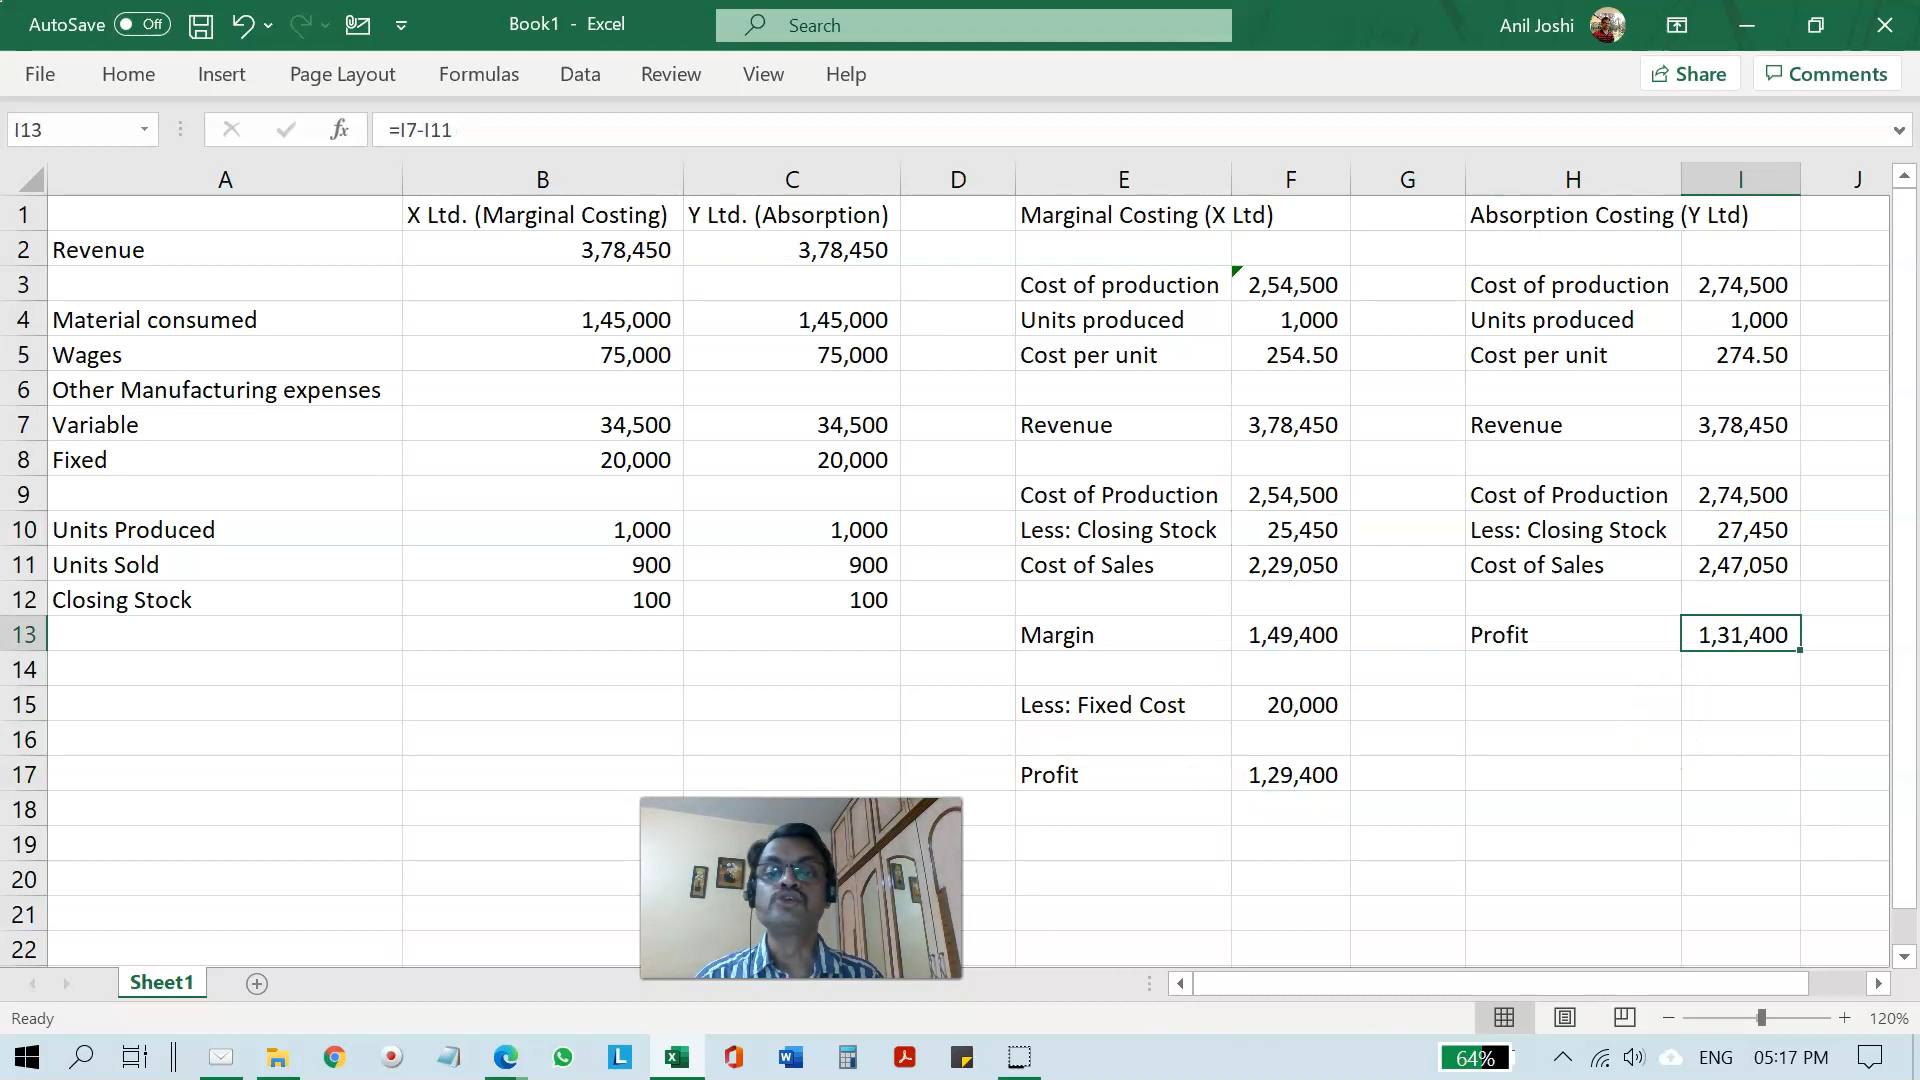 AutoSave Off Book1 - Excel Search Anil Joshi
File Home Insert Page Layout Formulas Data Review View Help Share Comments
I13 fx =I7-I11
A B C D E F G H I J
1 X Ltd. (Marginal Costing) Y Ltd. (Absorption) Marginal Costing (X Ltd) Absorption Costing (Y Ltd)
2 Revenue 3,78,450 3,78,450
3 Cost of production 2,54,500 Cost of production 2,74,500
4 Material consumed 1,45,000 1,45,000 Units produced 1,000 Units produced 1,000
5 Wages 75,000 75,000 Cost per unit 254.50 Cost per unit 274.50
6 Other Manufacturing expenses
7 Variable 34,500 34,500 Revenue 3,78,450 Revenue 3,78,450
8 Fixed 20,000 20,000
9 Cost of Production 2,54,500 Cost of Production 2,74,500
10 Units Produced 1,000 1,000 Less: Closing Stock 25,450 Less: Closing Stock 27,450
11 Units Sold 900 900 Cost of Sales 2,29,050 Cost of Sales 2,47,050
12 Closing Stock 100 100
13 Margin 1,49,400 Profit 1,31,400
14
15 Less: Fixed Cost 20,000
16
17 Profit 1,29,400
18
19
20
21
22
Sheet1
Ready 120%
64% ENG 05:17 PM